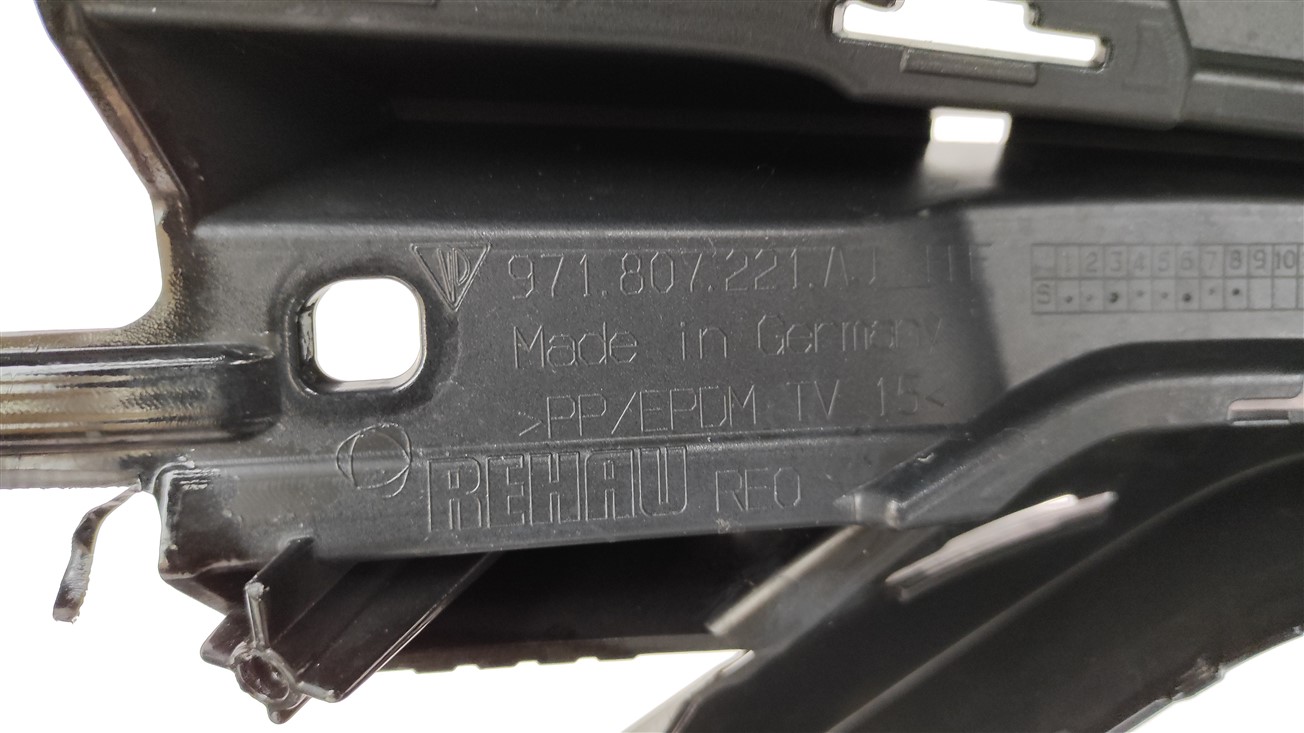 971.807.221.AJ
1 2 3 4 5 6 7 8 9 10
S
Made in Germany
>PP/EPDM TV 15<
REHAU REO